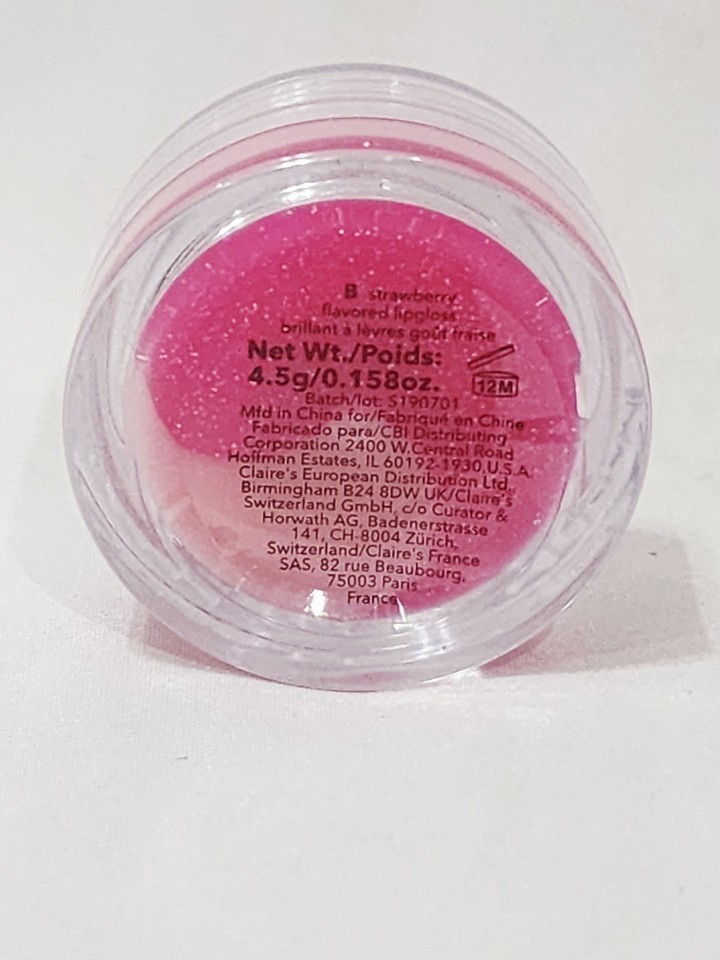 B strawberry
flavored lipgloss
brillant à lèvres goût fraise
Net Wt./Poids:
4.5g/0.158oz.
12M
Batch/lot: S190701
Mfd in China for/Fabriqué en Chine
Fabricado para/CBI Distributing
Corporation 2400 W.Central Road
Hoffman Estates, IL 60192-1930,U.S.A.
Claire's European Distribution Ltd.,
Birmingham B24 8DW UK/Claire's
Switzerland GmbH, c/o Curator &
Horwath AG, Badenerstrasse
141, CH-8004 Zürich,
Switzerland/Claire's France
SAS, 82 rue Beaubourg,
75003 Paris
France